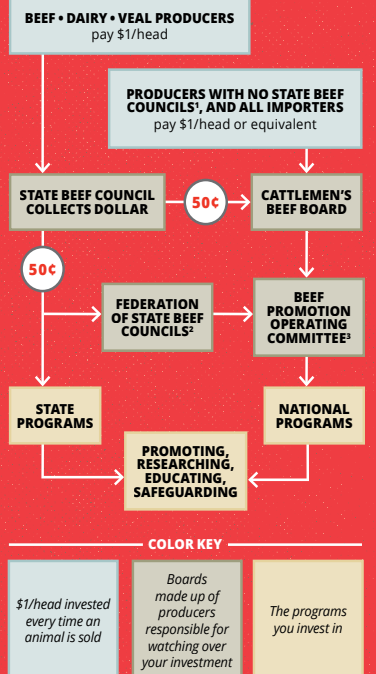 BEEF • DAIRY • VEAL PRODUCERS
pay $1/head
PRODUCERS WITH NO STATE BEEF
COUNCILS¹, AND ALL IMPORTERS
pay $1/head or equivalent
STATE BEEF COUNCIL
COLLECTS DOLLAR
50¢
CATTLEMEN'S
BEEF BOARD
50¢
FEDERATION
OF STATE BEEF
COUNCILS²
BEEF
PROMOTION
OPERATING
COMMITTEE³
STATE
PROGRAMS
NATIONAL
PROGRAMS
PROMOTING,
RESEARCHING,
EDUCATING,
SAFEGUARDING
COLOR KEY
$1/head invested
every time an
animal is sold
Boards
made up of
producers
responsible for
watching over
your investment
The programs
you invest in